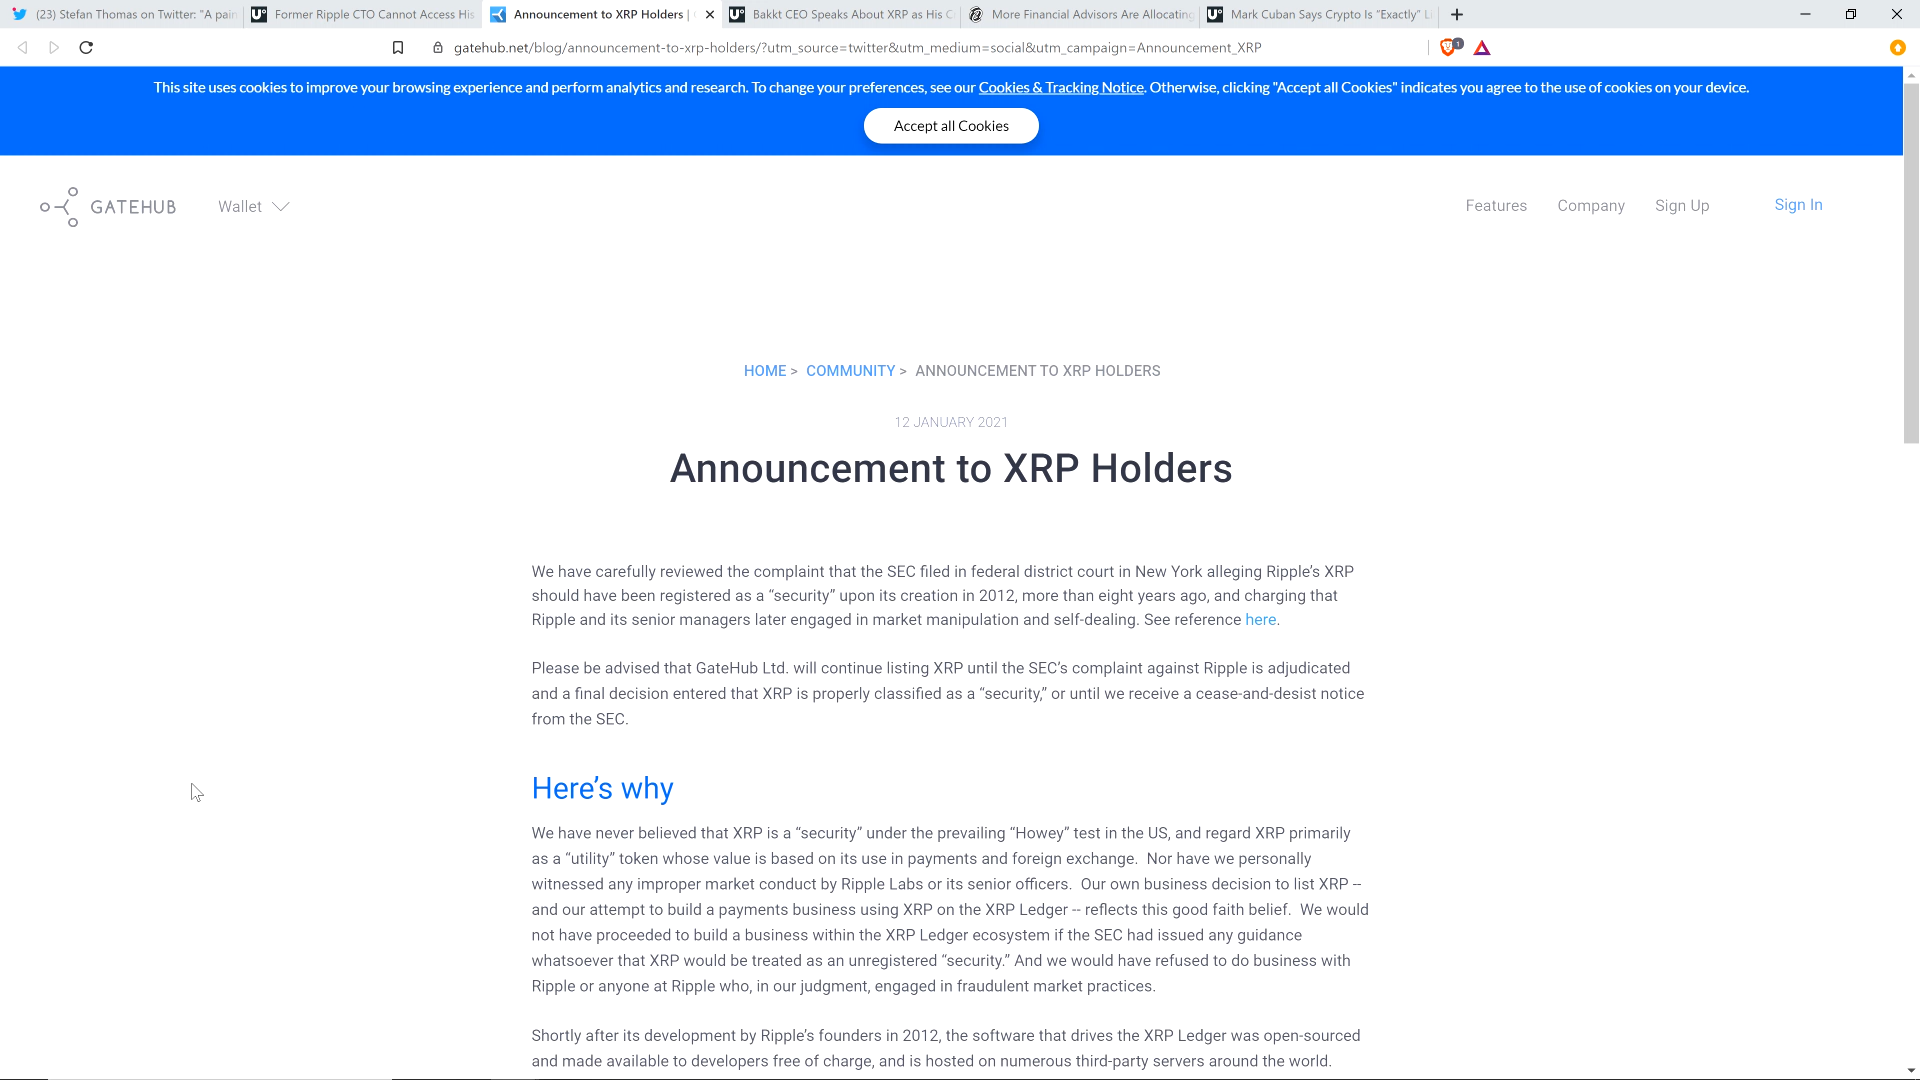 (23) Stefan Thomas on Twitter: "A pain
Former Ripple CTO Cannot Access His
Announcement to XRP Holders |
Bakkt CEO Speaks About XRP as His C
More Financial Advisors Are Allocating
Mark Cuban Says Crypto Is "Exactly" L
gatehub.net/blog/announcement-to-xrp-holders/?utm_source=twitter&utm_medium=social&utm_campaign=Announcement_XRP
1
This site uses cookies to improve your browsing experience and perform analytics and research. To change your preferences, see our Cookies & Tracking Notice. Otherwise, clicking "Accept all Cookies" indicates you agree to the use of cookies on your device.
Accept all Cookies
GATEHUB
Wallet
Features
Company
Sign Up
Sign In
HOME > COMMUNITY > ANNOUNCEMENT TO XRP HOLDERS
12 JANUARY 2021
Announcement to XRP Holders
We have carefully reviewed the complaint that the SEC filed in federal district court in New York alleging Ripple’s XRP
should have been registered as a “security” upon its creation in 2012, more than eight years ago, and charging that
Ripple and its senior managers later engaged in market manipulation and self-dealing. See reference here.
Please be advised that GateHub Ltd. will continue listing XRP until the SEC’s complaint against Ripple is adjudicated
and a final decision entered that XRP is properly classified as a “security,” or until we receive a cease-and-desist notice
from the SEC.
Here’s why
We have never believed that XRP is a “security” under the prevailing “Howey” test in the US, and regard XRP primarily
as a “utility” token whose value is based on its use in payments and foreign exchange.  Nor have we personally
witnessed any improper market conduct by Ripple Labs or its senior officers.  Our own business decision to list XRP --
and our attempt to build a payments business using XRP on the XRP Ledger -- reflects this good faith belief.  We would
not have proceeded to build a business within the XRP Ledger ecosystem if the SEC had issued any guidance
whatsoever that XRP would be treated as an unregistered “security.” And we would have refused to do business with
Ripple or anyone at Ripple who, in our judgment, engaged in fraudulent market practices.
Shortly after its development by Ripple’s founders in 2012, the software that drives the XRP Ledger was open-sourced
and made available to developers free of charge, and is hosted on numerous third-party servers around the world.